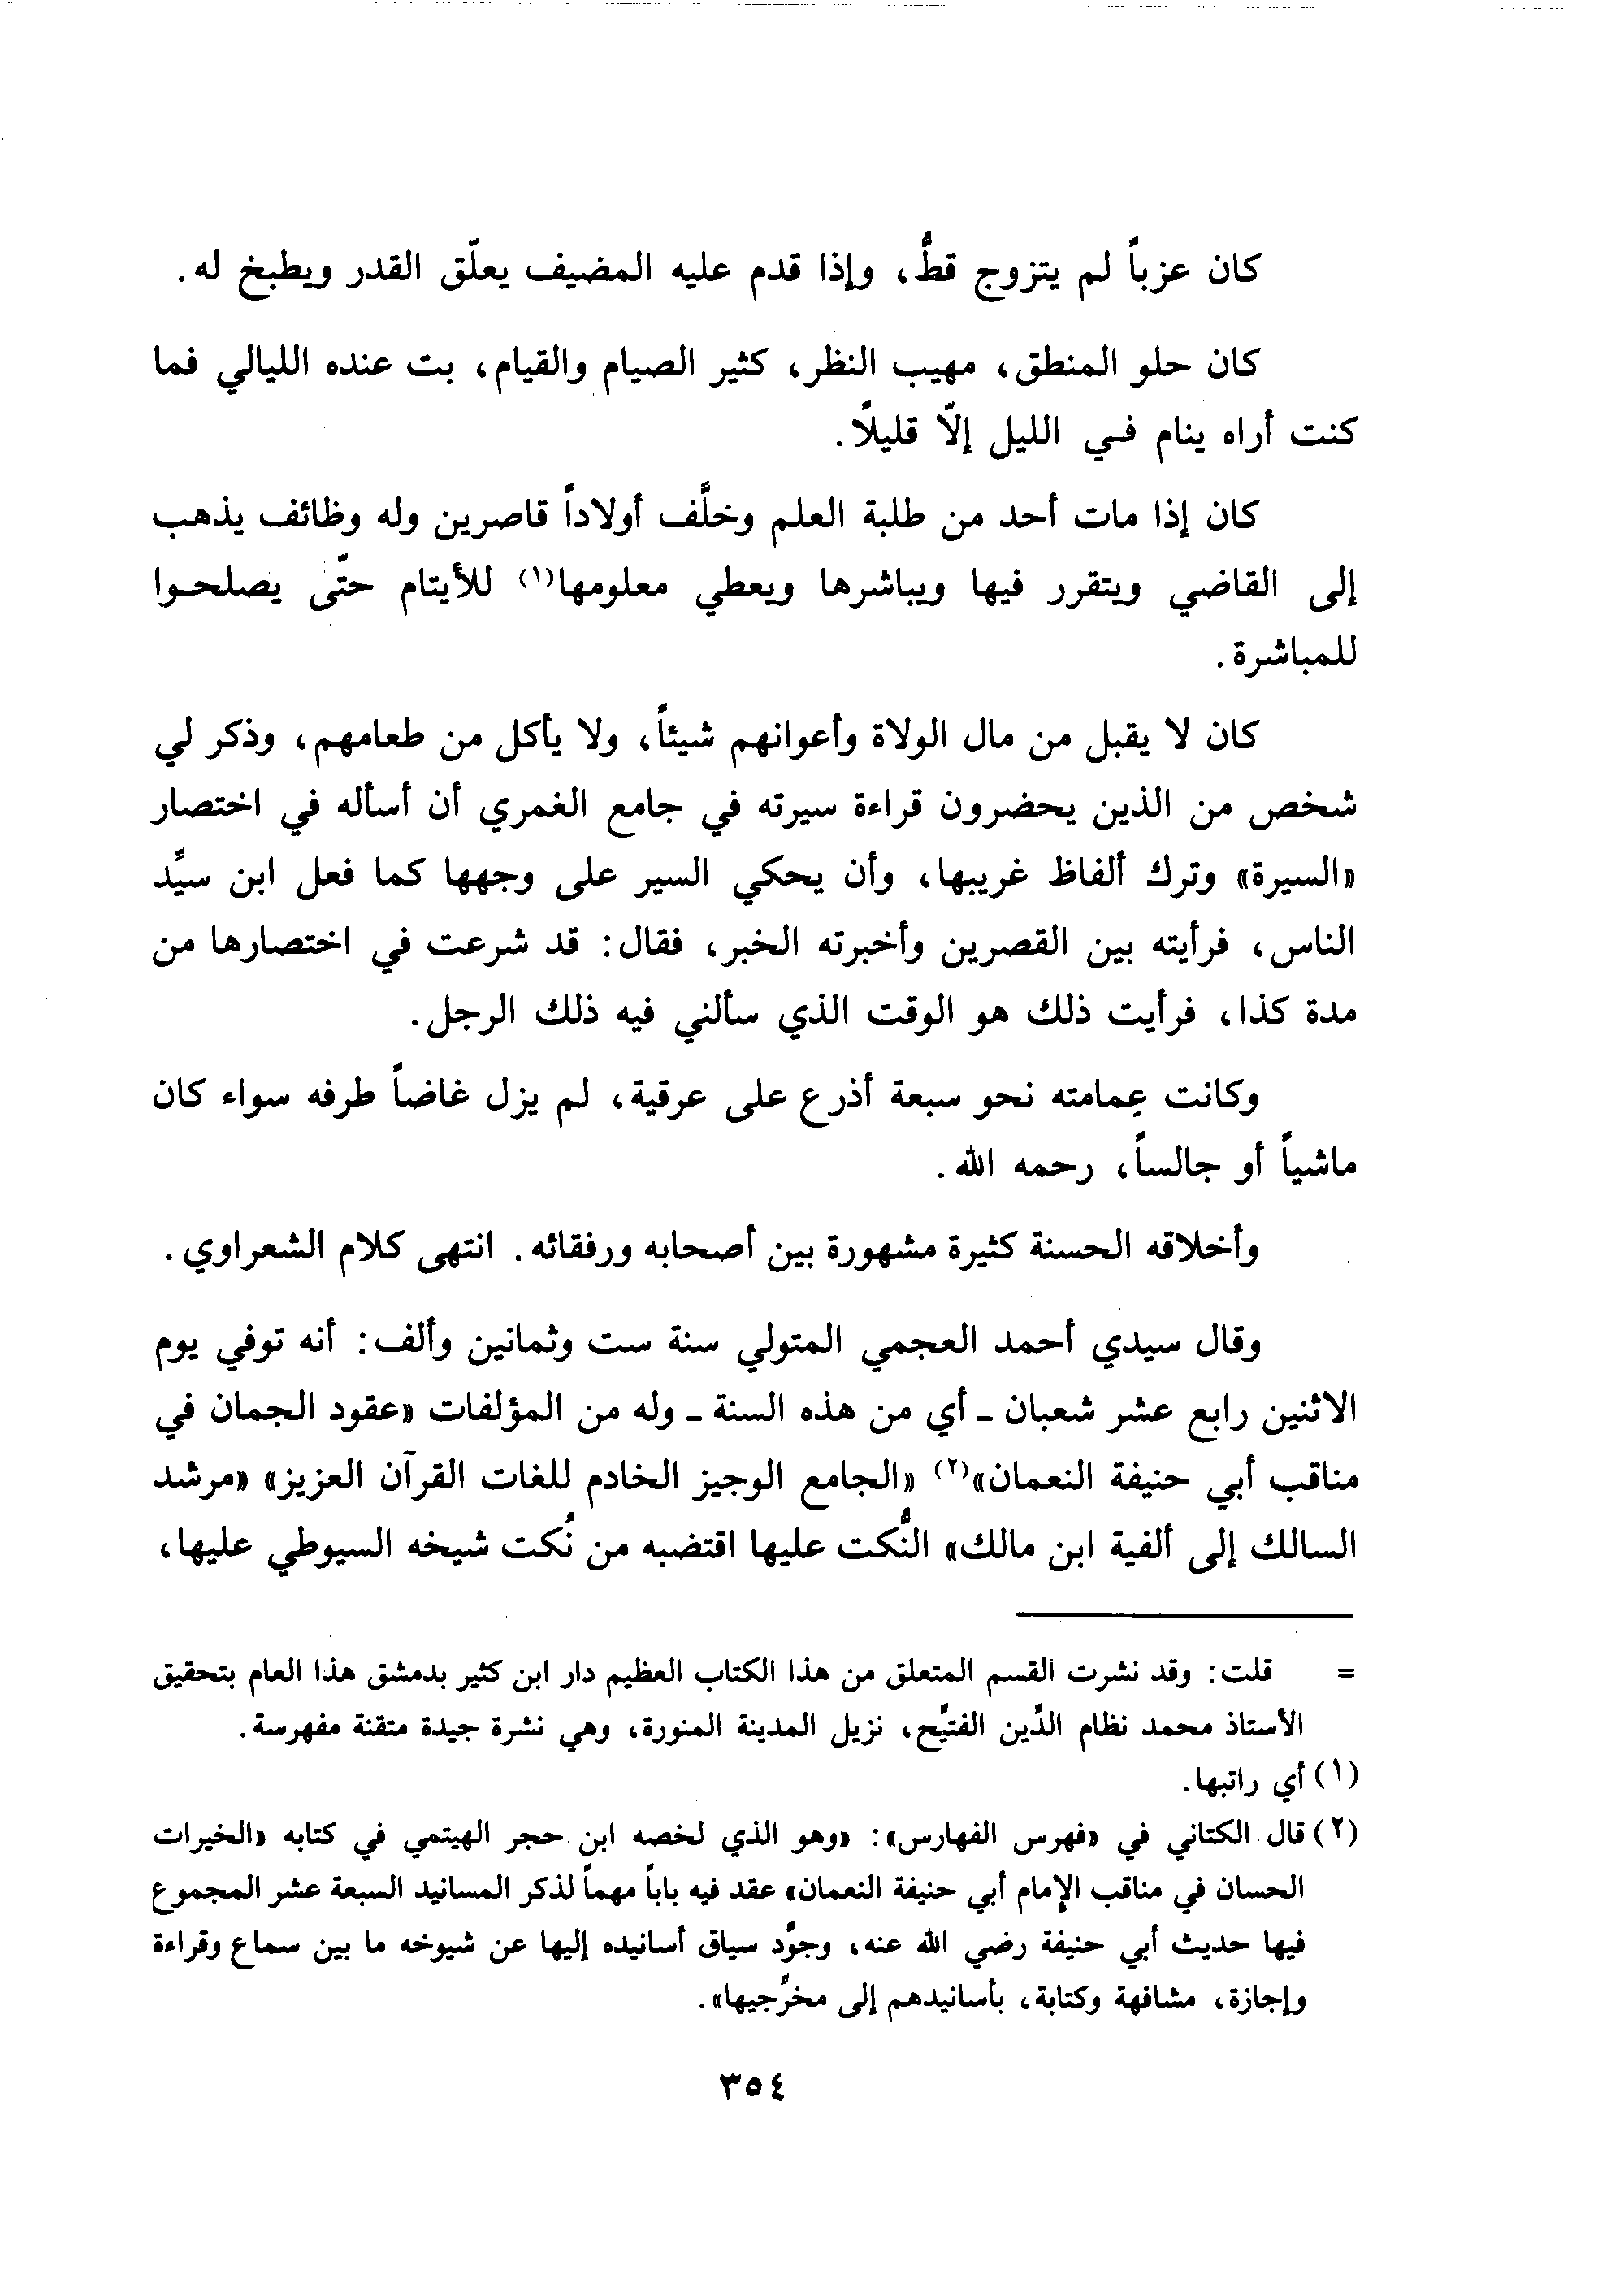 كان عزباً لم يتزوج قطُّ، وإذا قدم عليه المضيف يعلّق القدر ويطبخ له.
كان حلو المنطق، مهيب النظر، كثير الصيام والقيام، بت عنده الليالي فما
كنت أراه ينام فـي الليل إلّا قليلًا.
كان إذا مات أحد من طلبة العلم وخلَّف أولاداً قاصرين وله وظائف يذهب
إلى القاضي ويتقرر فيها ويباشرها ويعطي معلومها(١) للأيتام حتّى يصلحـوا
للمباشرة.
كان لا يقبل من مال الولاة وأعوانهم شيئاً، ولا يأكل من طعامهم، وذكر لي
شخص من الذين يحضرون قراءة سيرته في جامع الغمري أن أسأله في اختصار
«السيرة» وترك ألفاظ غريبها، وأن يحكي السير على وجهها كما فعل ابن سيِّد
الناس، فرأيته بين القصرين وأخبرته الخبر، فقال: قد شرعت في اختصارها من
مدة كذا، فرأيت ذلك هو الوقت الذي سألني فيه ذلك الرجل.
وكانت عِمامته نحو سبعة أذرع على عرقية، لم يزل غاضاً طرفه سواء كان
ماشياً أو جالساً، رحمه الله.
وأخلاقه الحسنة كثيرة مشهورة بين أصحابه ورفقائه. انتهى كلام الشعراوي.
وقال سيدي أحمد العجمي المتولي سنة ست وثمانين وألف: أنه توفي يوم
الاثنين رابع عشر شعبان ـ أي من هذه السنة ـ وله من المؤلفات «عقود الجمان في
مناقب أبي حنيفة النعمان»(٢) «الجامع الوجيز الخادم للغات القرآن العزيز» «مرشد
السالك إلى ألفية ابن مالك» النُّكت عليها اقتضبه من نُكت شيخه السيوطي عليها،
= قلت: وقد نشرت القسم المتعلق من هذا الكتاب العظيم دار ابن كثير بدمشق هذا العام بتحقيق
الأستاذ محمد نظام الدِّين الفتيِّح، نزيل المدينة المنورة، وهي نشرة جيدة متقنة مفهرسة.
(١) أي راتبها.
(٢) قال الكتاني في «فهرس الفهارس»: «وهو الذي لخصه ابن حجر الهيتمي في كتابه «الخيرات
الحسان في مناقب الإمام أبي حنيفة النعمان» عقد فيه باباً مهماً لذكر المسانيد السبعة عشر المجموع
فيها حديث أبي حنيفة رضي الله عنه، وجوَّد سياق أسانيده إليها عن شيوخه ما بين سماع وقراءة
وإجازة، مشافهة وكتابة، بأسانيدهم إلى مخرِّجيها».
٣٥٤